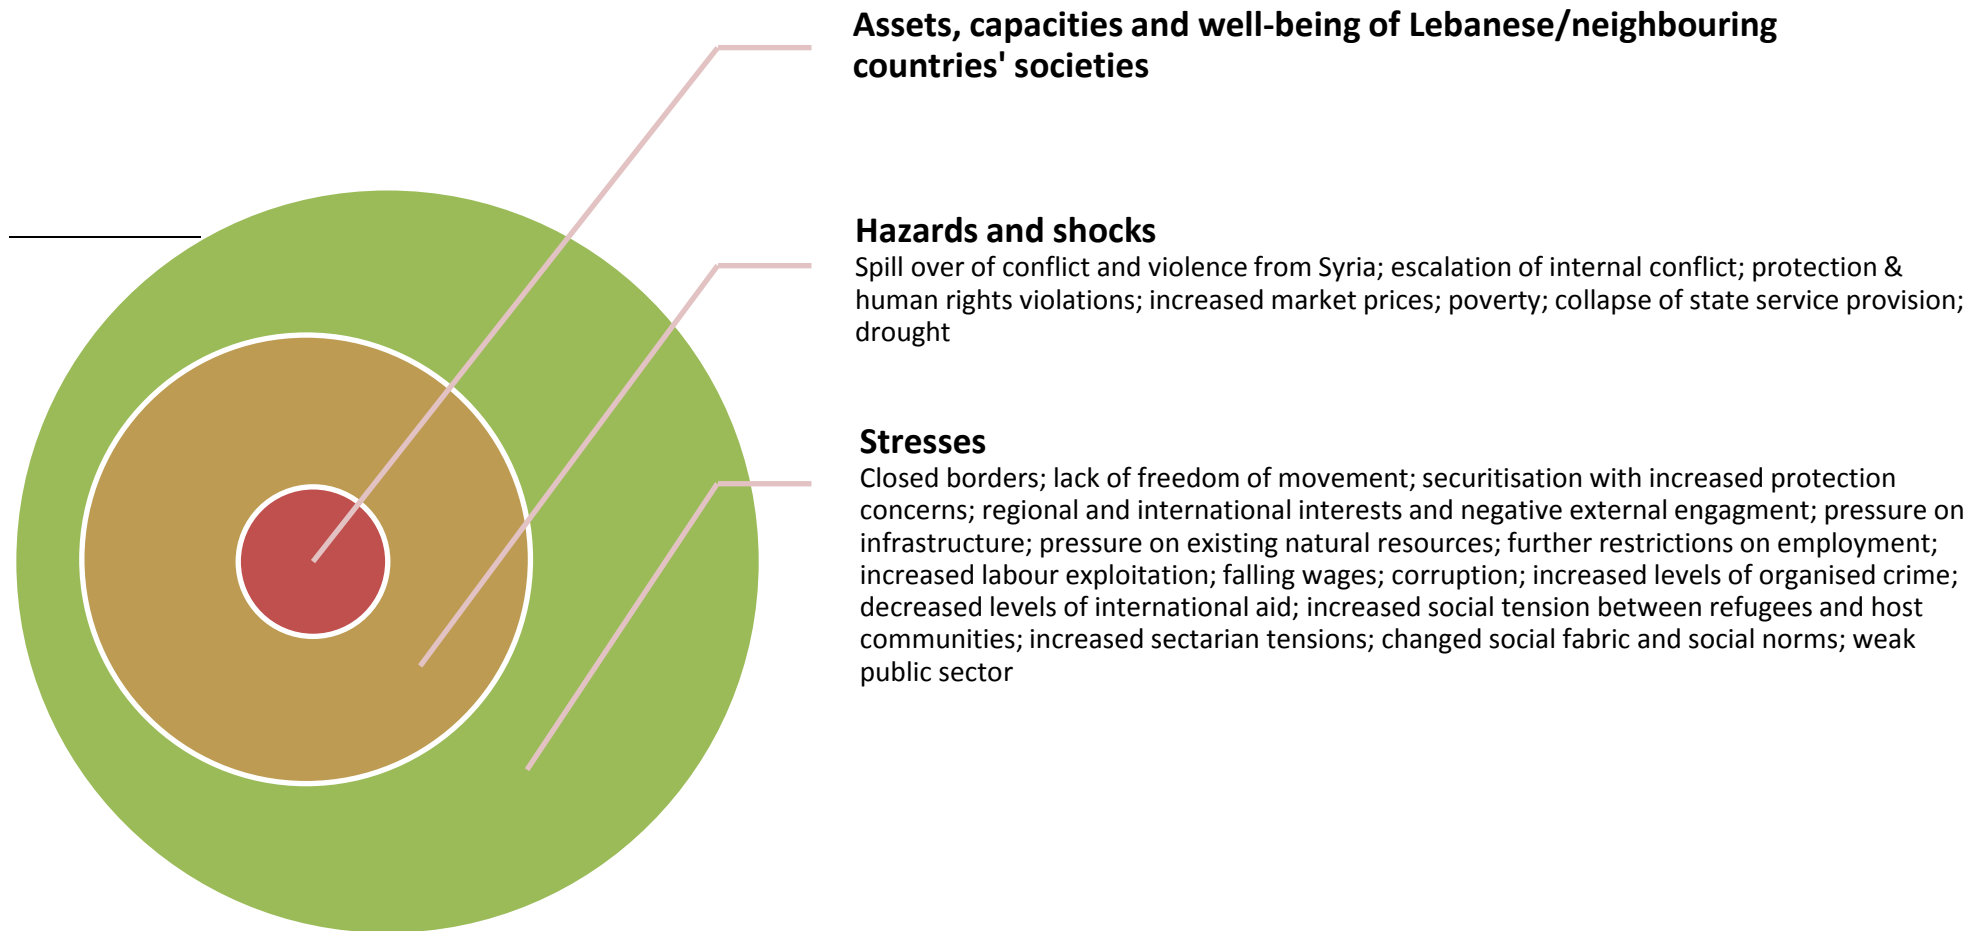 Assets, capacities and well-being of Lebanese/neighbouring
countries' societies
Hazards and shocks
Spill over of conflict and violence from Syria; escalation of internal conflict; protection &
human rights violations; increased market prices; poverty; collapse of state service provision;
drought
Stresses
Closed borders; lack of freedom of movement; securitisation with increased protection
concerns; regional and international interests and negative external engagment; pressure on
infrastructure; pressure on existing natural resources; further restrictions on employment;
increased labour exploitation; falling wages; corruption; increased levels of organised crime;
decreased levels of international aid; increased social tension between refugees and host
communities; increased sectarian tensions; changed social fabric and social norms; weak
public sector